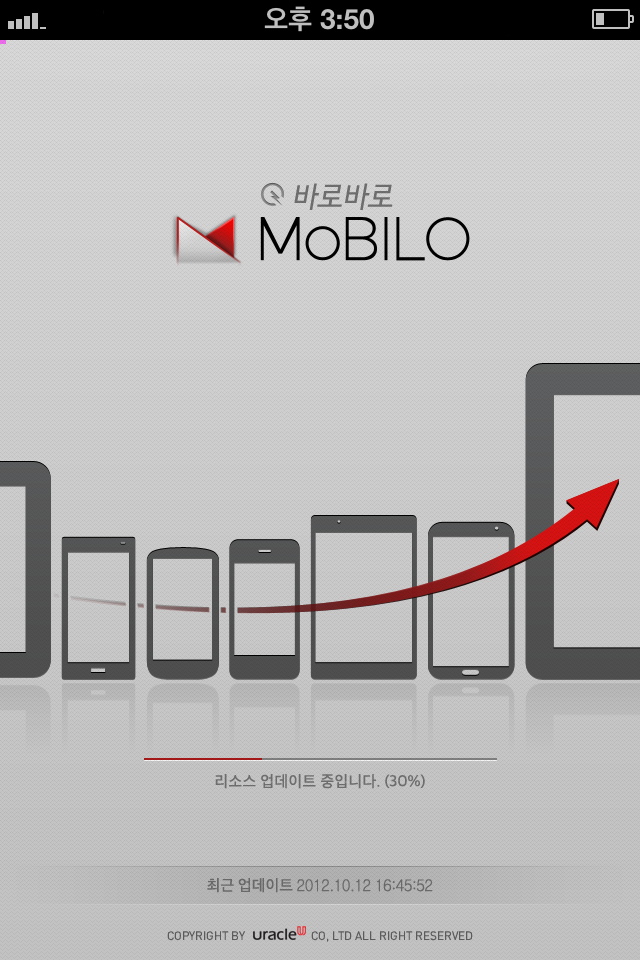 오후 3:50
바로바로
MoBILO
리소스 업데이트 중입니다. (30%)
최근 업데이트 2012.10.12 16:45:52
COPYRIGHT BY uracle U CO, LTD ALL RIGHT RESERVED